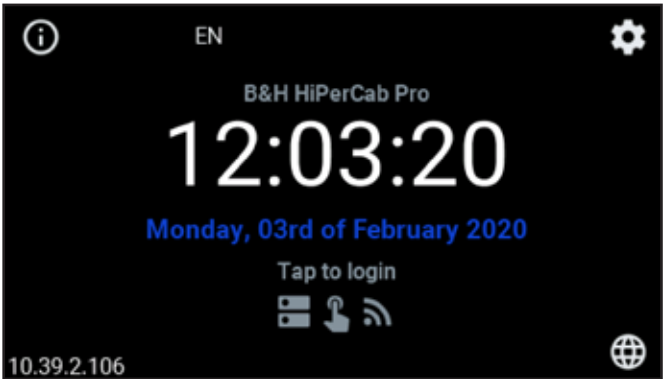 EN
B&H HiPerCab Pro
12:03:20
Monday, 03rd of February 2020
Tap to login
10.39.2.106